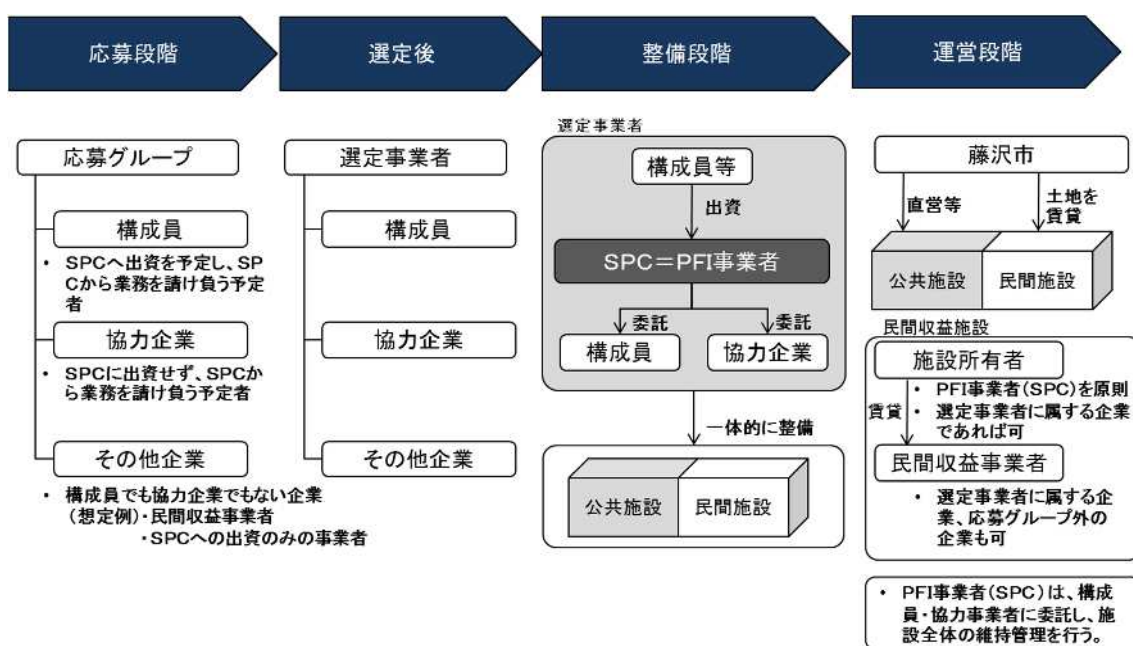 応募段階
選定後
整備段階
運営段階
応募グループ
構成員
・ SPCへ出資を予定し、SP
Cから業務を請け負う予定
者
協力企業
・ SPCに出資せず、SPCか
ら業務を請け負う予定者
その他企業
・ 構成員でも協力企業でもない企業
(想定例)・民間収益事業者
・SPCへの出資のみの事業者
選定事業者
構成員
協力企業
その他企業
選定事業者
構成員等
出資
SPC=PFI事業者
委託
委託
構成員
協力企業
一体的に整備
公共施設
民間施設
藤沢市
直営等
土地を
賃貸
公共施設
民間施設
民間収益施設
施設所有者
・ PFI事業者(SPC)を原則
・ 選定事業者に属する企業
であれば可
賃貸
民間収益事業者
・ 選定事業者に属する企
業、応募グループ外の
企業も可
・ PFI事業者(SPC)は、構成
員・協力事業者に委託し、施
設全体の維持管理を行う。